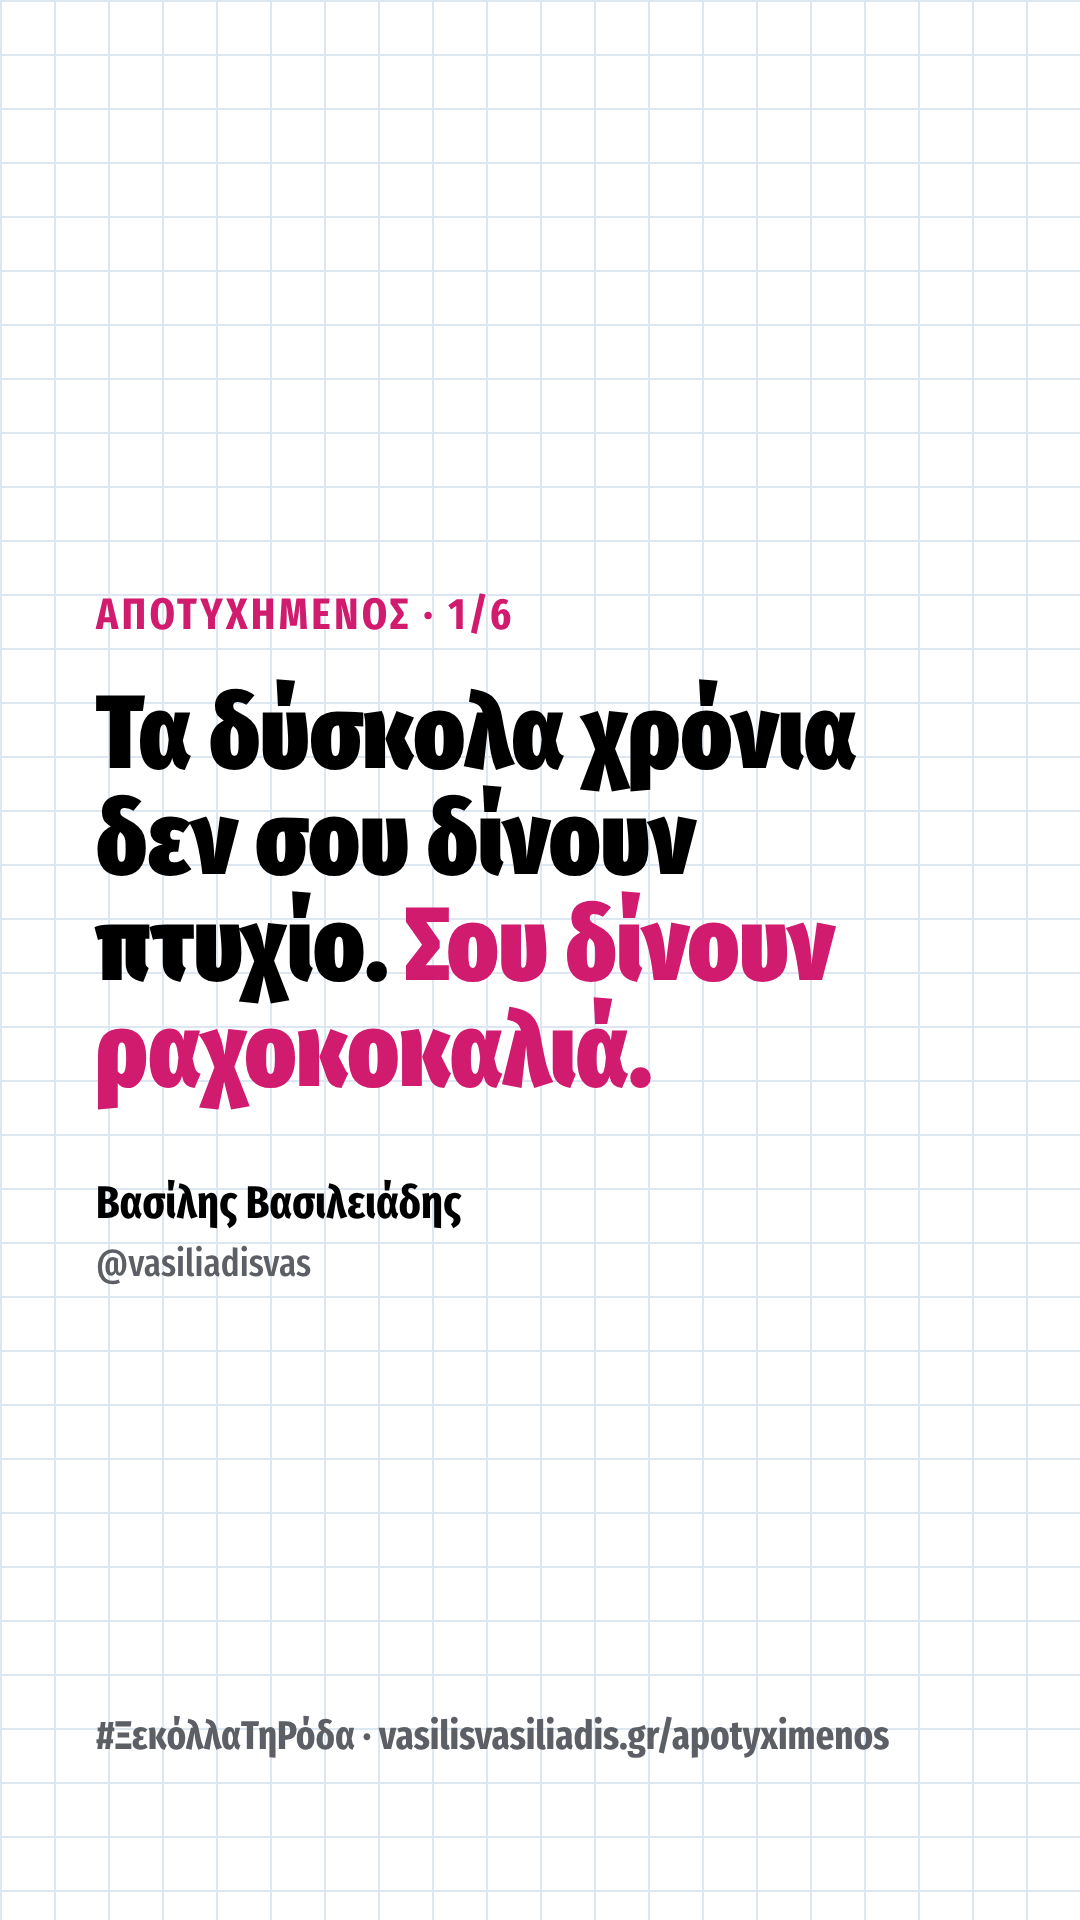 ΑΠΟΤΥΧΗΜΕΝΟΣ · 1/6
Τα δύσκολα χρόνια
δεν σου δίνουν
πτυχίο. Σου δίνουν
ραχοκοκαλιά.
Βασίλης Βασιλειάδης
@vasiliadisvas
#ΞεκόλλαΤηΡόδα · vasilisvasiliadis.gr/apotyximenos